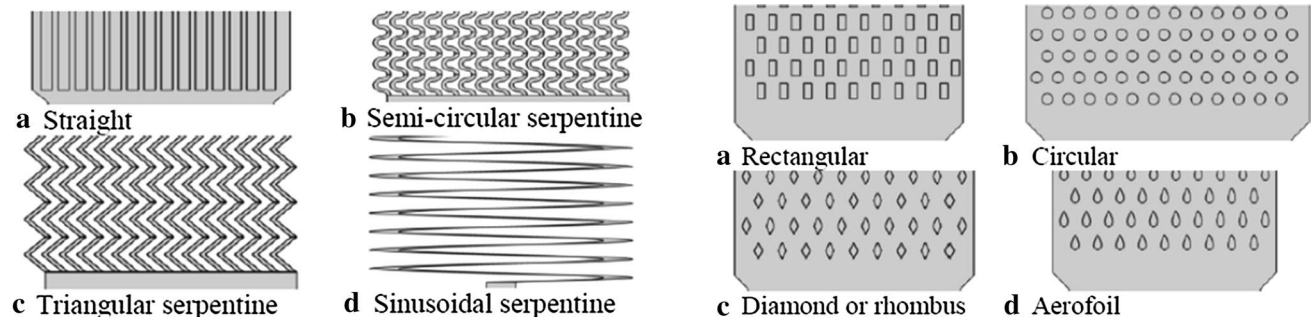 a Straight
b Semi-circular serpentine
c Triangular serpentine
d Sinusoidal serpentine
a Rectangular
b Circular
c Diamond or rhombus
d Aerofoil